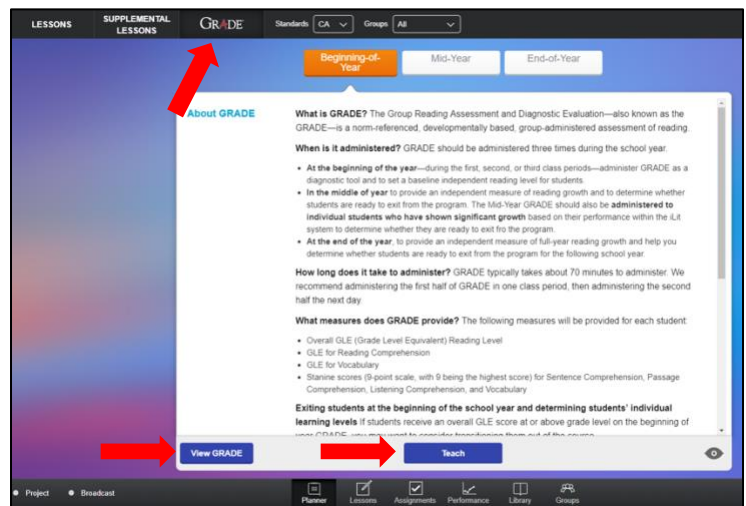 LESSONS
SUPPLEMENTAL
LESSONS
GRADE
Standards CA Groups All
Beginning-of-
Year
Mid-Year
End-of-Year
About GRADE
What is GRADE? The Group Reading Assessment and Diagnostic Evaluation—also known as the
GRADE—is a norm-referenced, developmentally based, group-administered assessment of reading.
When is it administered? GRADE should be administered three times during the school year.
• At the beginning of the year—during the first, second, or third class periods—administer GRADE as a
diagnostic tool and to set a baseline independent reading level for students.
• In the middle of year to provide an independent measure of reading growth and to determine whether
students are ready to exit from the program. The Mid-Year GRADE should also be administered to
individual students who have shown significant growth based on their performance within the iLit
system to determine whether they are ready to exit fro the program.
• At the end of the year, to provide an independent measure of full-year reading growth and help you
determine whether students are ready to exit from the program for the following school year.
How long does it take to administer? GRADE typically takes about 70 minutes to administer. We
recommend administering the first half of GRADE in one class period, then administering the second
half the next day.
What measures does GRADE provide? The following measures will be provided for each student:
• Overall GLE (Grade Level Equivalent) Reading Level
• GLE for Reading Comprehension
• GLE for Vocabulary
• Stanine scores (9-point scale, with 9 being the highest score) for Sentence Comprehension, Passage
Comprehension, Listening Comprehension, and Vocabulary
Exiting students at the beginning of the school year and determining students' individual
learning levels If students receive an overall GLE score at or above grade level on the beginning of
year GRADE, you may want to consider transitioning them out of the course.
View GRADE
Teach
Project
Broadcast
Planner
Lessons
Assignments
Performance
Library
Groups